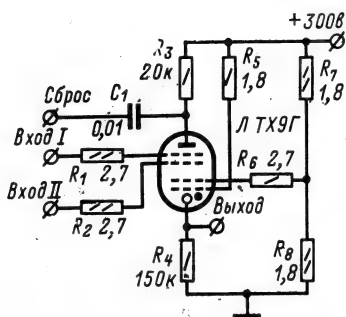 +300в
R3
20к
R5
1,8
R7
1,8
Сброс
C1
0,01
Л ТХ9Г
Вход I
R1 2,7
R6 2,7
Вход II
R2 2,7
Выход
R4
150к
R8
1,8